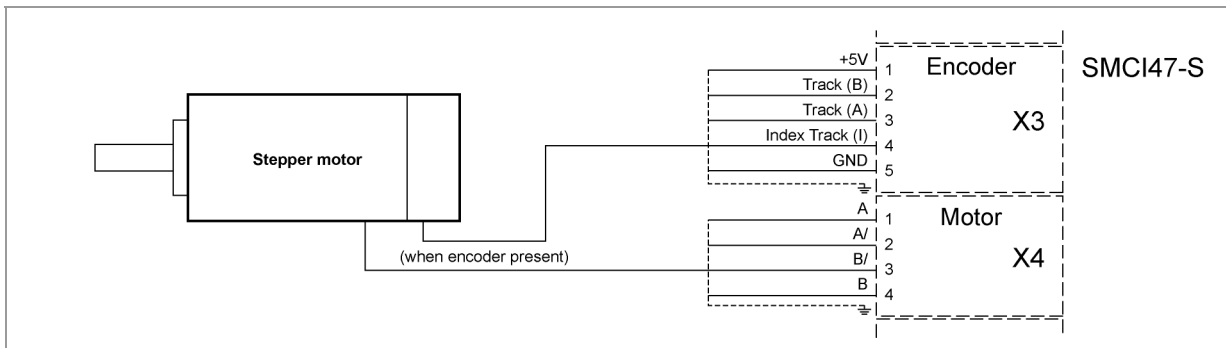 Stepper motor
(when encoder present)
+5V
Track (B)
Track (A)
Index Track (I)
GND
1
2
3
4
5
Encoder
X3
SMCI47-S
A
A/
B/
B
1
2
3
4
Motor
X4